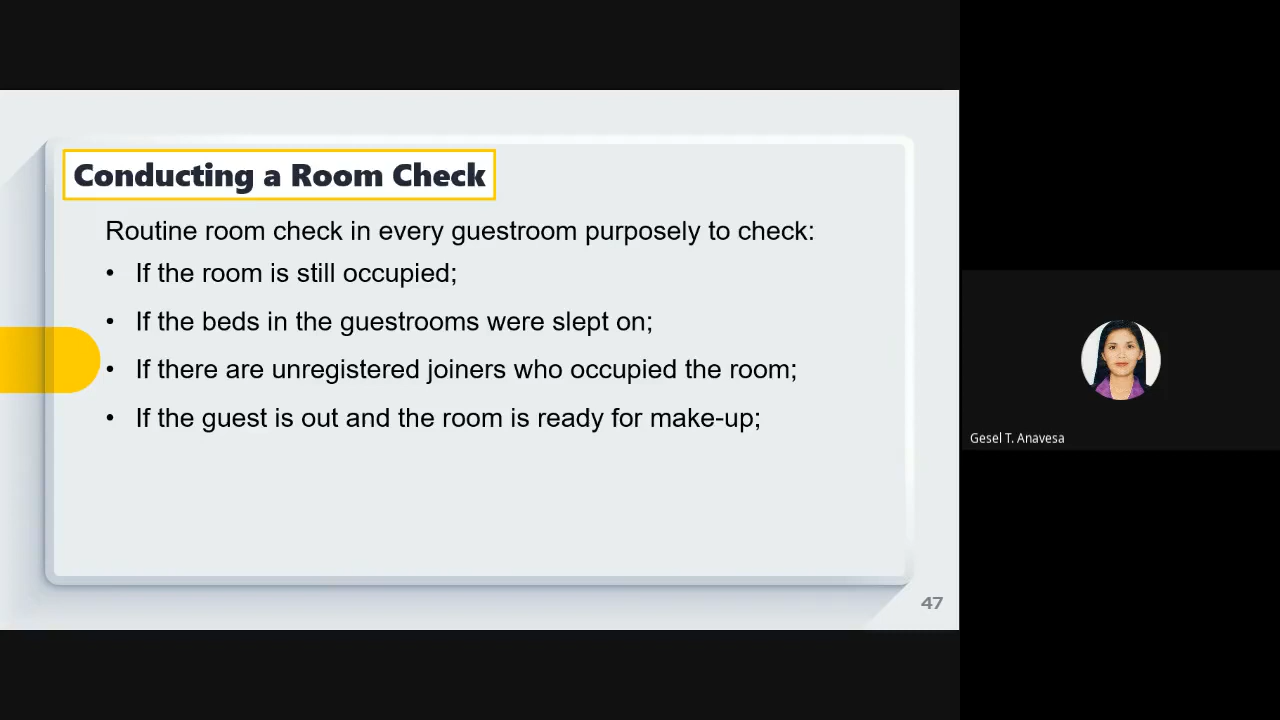 Conducting a Room Check
Routine room check in every guestroom purposely to check:
• If the room is still occupied;
• If the beds in the guestrooms were slept on;
• If there are unregistered joiners who occupied the room;
• If the guest is out and the room is ready for make-up;
47
Gesel T. Anavesa